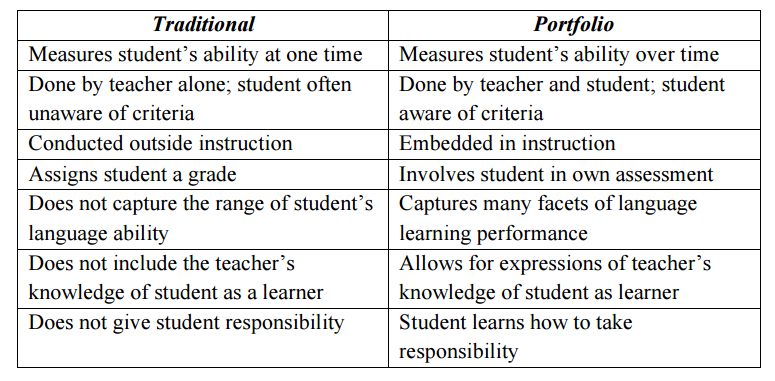 Traditional Portfolio
Measures student's ability at one time Measures student's ability over time
Done by teacher alone; student often
unaware of criteria
Done by teacher and student; student
aware of criteria
Conducted outside instruction Embedded in instruction
Assigns student a grade Involves student in own assessment
Does not capture the range of student's
language ability
Captures many facets of language
learning performance
Does not include the teacher's
knowledge of student as a learner
Allows for expressions of teacher's
knowledge of student as learner
Does not give student responsibility
Student learns how to take
responsibility